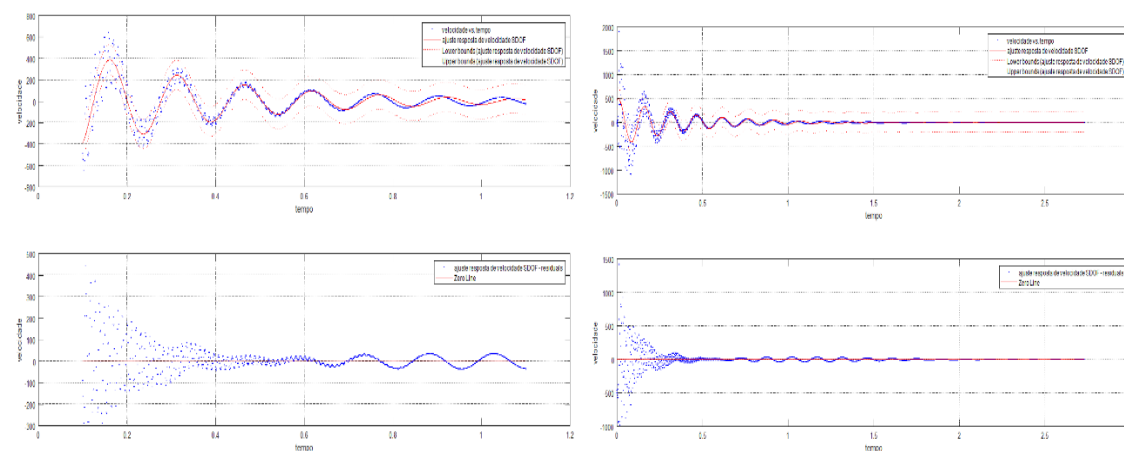 velocidade vs. tempo
ajuste resposta de velocidade SDOF
Lower bounds (ajuste resposta de velocidade SDOF)
Upper bounds (ajuste resposta de velocidade SDOF)
velocidade
800
600
400
200
0
-200
-400
-600
-800
0 0.2 0.4 0.6 0.8 1 1.2
tempo
velocidade vs. tempo
ajuste resposta de velocidade SDOF
Lower bounds (ajuste resposta de velocidade SDOF)
Upper bounds (ajuste resposta de velocidade SDOF)
velocidade
2000
1500
1000
500
0
-500
-1000
-1500
0 0.5 1 1.5 2 2.5
tempo
ajuste resposta de velocidade SDOF - residuals
Zero Line
velocidade
500
400
300
200
100
0
-100
-200
300
0 0.2 0.4 0.6 0.8 1 1.2
tempo
ajuste resposta de velocidade SDOF - residuals
Zero Line
velocidade
1500
1000
500
0
500
-1000
0 0.5 1 1.5 2 2.5
tempo